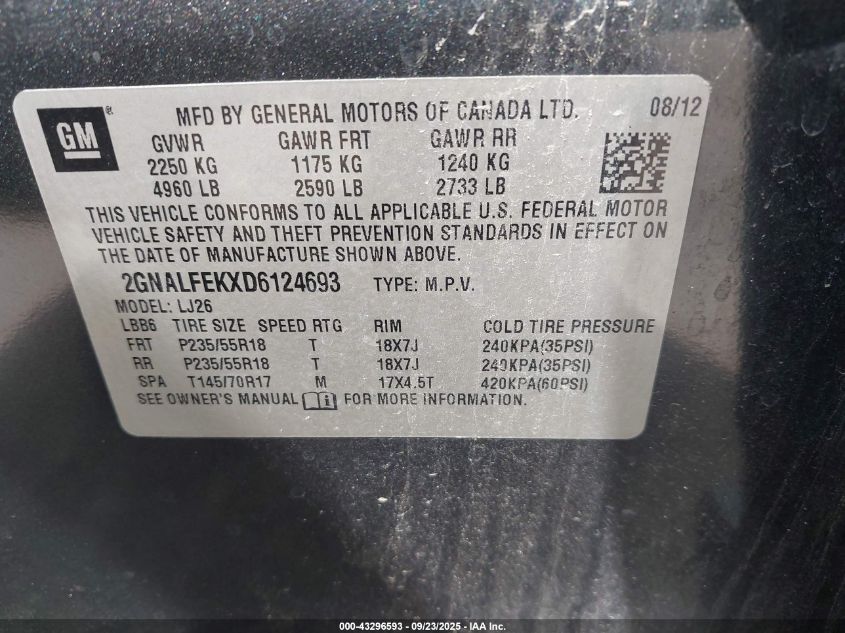 GM ® MFD BY GENERAL MOTORS OF CANADA LTD. 08/12
GVWR GAWR FRT GAWR RR
2250 KG 1175 KG 1240 KG
4960 LB 2590 LB 2733 LB
THIS VEHICLE CONFORMS TO ALL APPLICABLE U.S. FEDERAL MOTOR
VEHICLE SAFETY AND THEFT PREVENTION STANDARDS IN EFFECT ON
THE DATE OF MANUFACTURE SHOWN ABOVE.
2GNALFEKXD6124693 TYPE: M.P.V.
MODEL: LJ26
LBB6 TIRE SIZE SPEED RTG RIM COLD TIRE PRESSURE
FRT P235/55R18 T 18X7J 240KPA(35PSI)
RR P235/55R18 T 18X7J 240KPA(35PSI)
SPA T145/70R17 M 17X4.5T 420KPA(60PSI)
SEE OWNER'S MANUAL i FOR MORE INFORMATION.
000-43296593 - 09/23/2025 - IAA Inc.